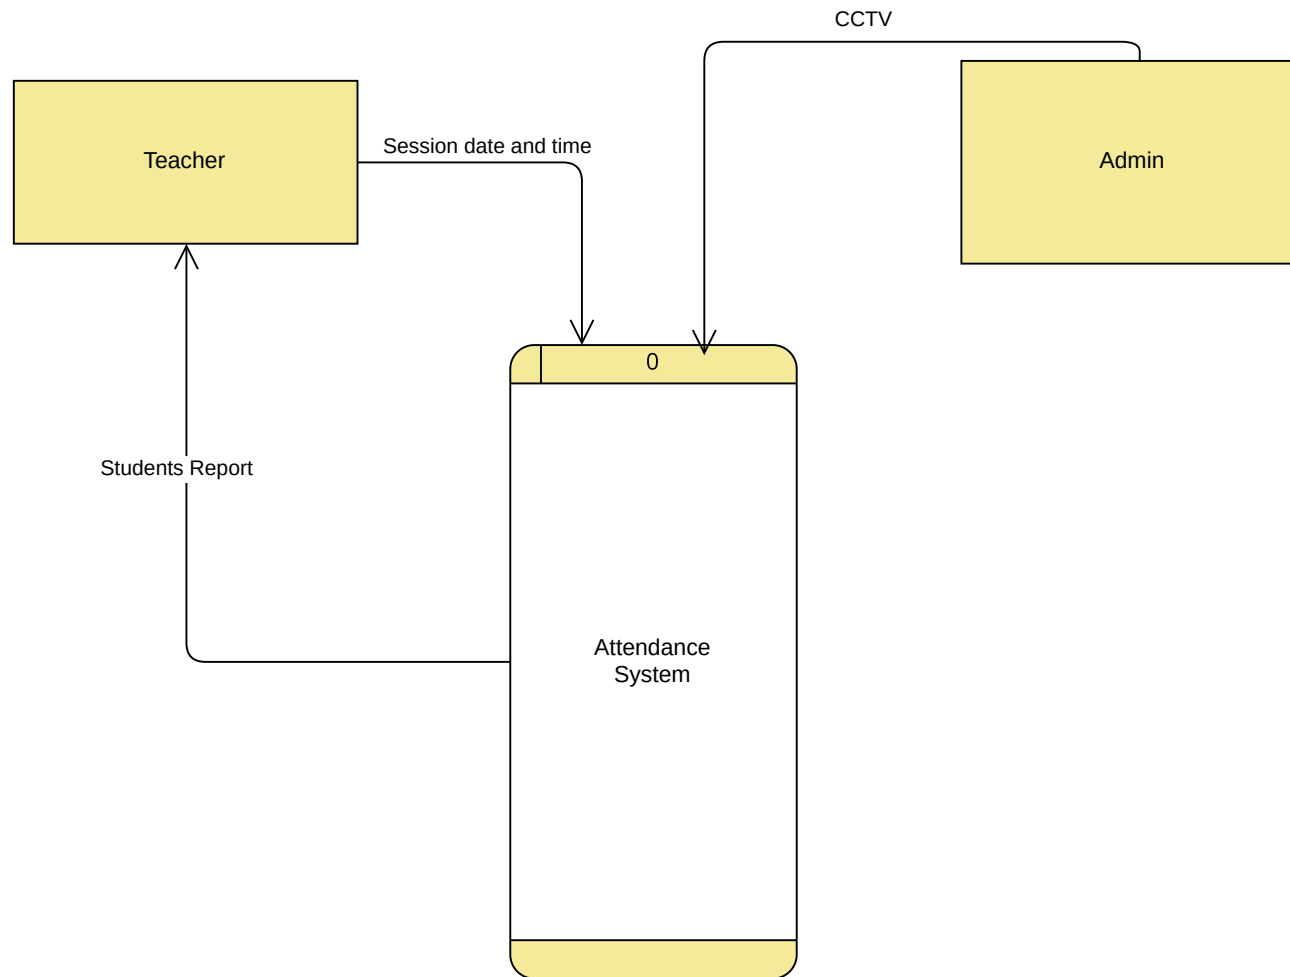 CCTV
Teacher
Session date and time
Admin
0
Students Report
Attendance
System